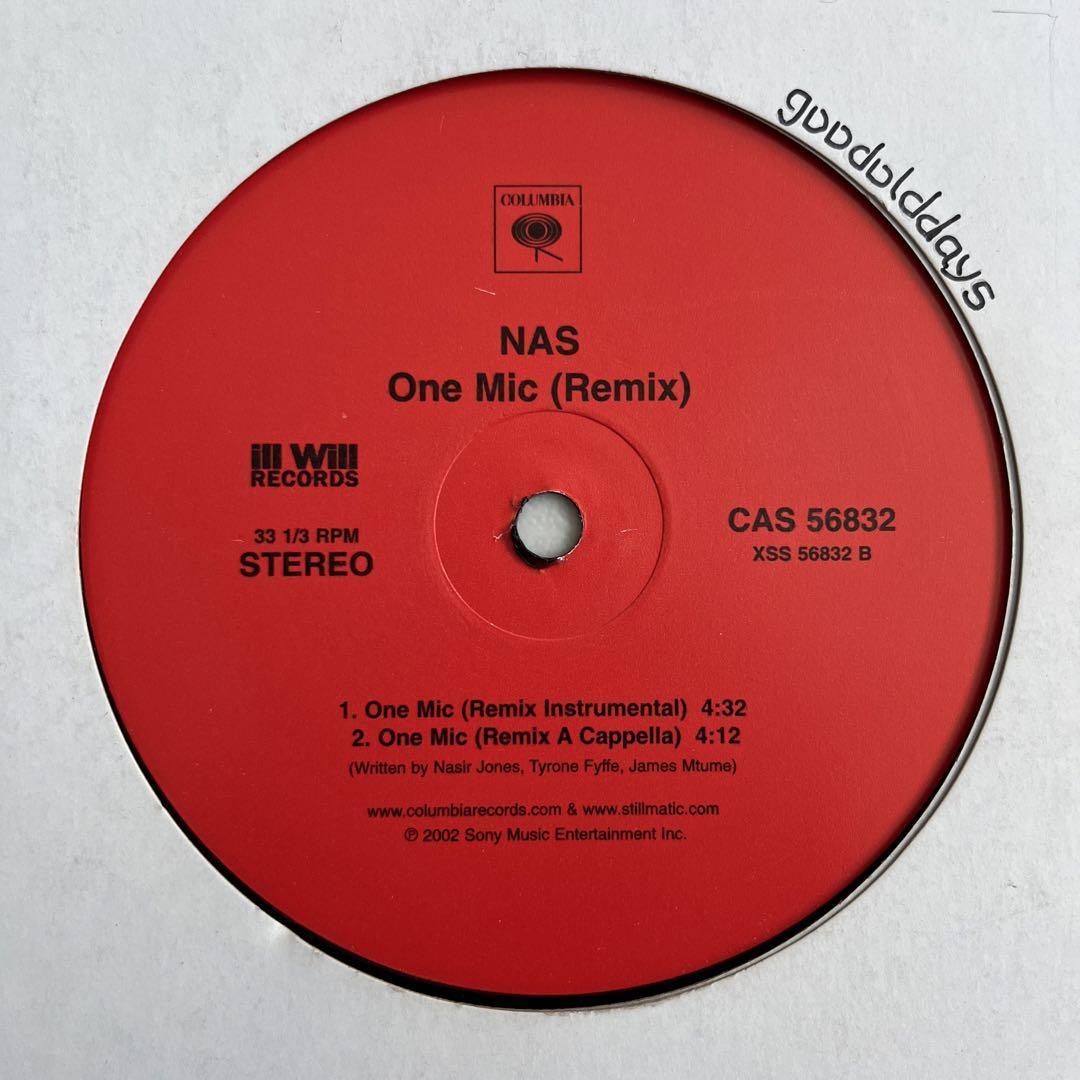 goodolddays
COLUMBIA
NAS
One Mic (Remix)
ill Will
RECORDS
33 1/3 RPM
STEREO
CAS 56832
XSS 56832 B
1. One Mic (Remix Instrumental) 4:32
2. One Mic (Remix A Cappella) 4:12
(Written by Nasir Jones, Tyrone Fyffe, James Mtume)
www.columbiarecords.com & www.stillmatic.com
℗ 2002 Sony Music Entertainment Inc.